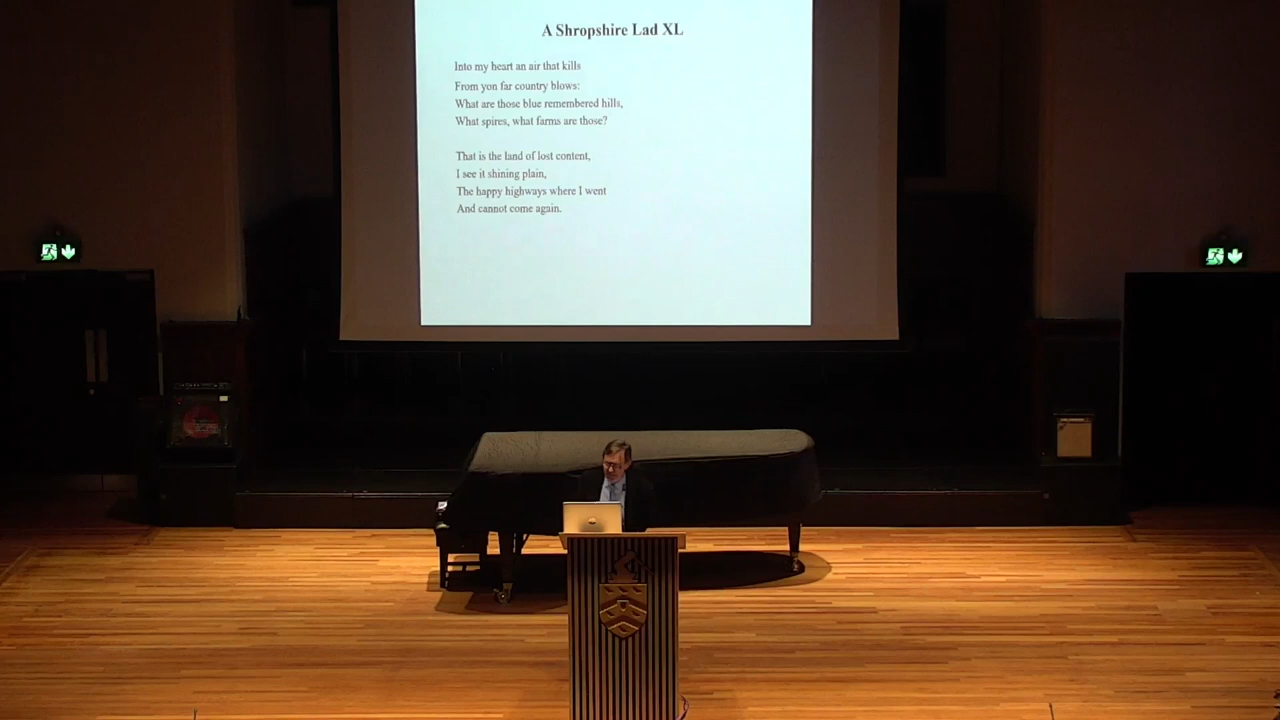 A Shropshire Lad XL
Into my heart an air that kills
From yon far country blows:
What are those blue remembered hills,
What spires, what farms are those?
That is the land of lost content,
I see it shining plain,
The happy highways where I went
And cannot come again.